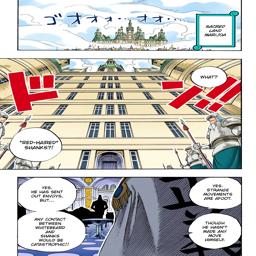 ゴオオオ...オオ...
SACRED
LAND
MARIJOA
WHAT?
ドン!!
"RED-HAIRED"
SHANKS?!
YES.
STRANGE
MOVEMENTS
ARE AFOOT.
YES,
HE HAS SENT
OUT ENVOYS,
BUT...
THOUGH
HE HASN'T
MADE ANY
MOVE
HIMSELF.
ANY CONTACT
BETWEEN
WHITEBEARD
AND
SHANKS
WOULD BE
CATASTROPHIC!!